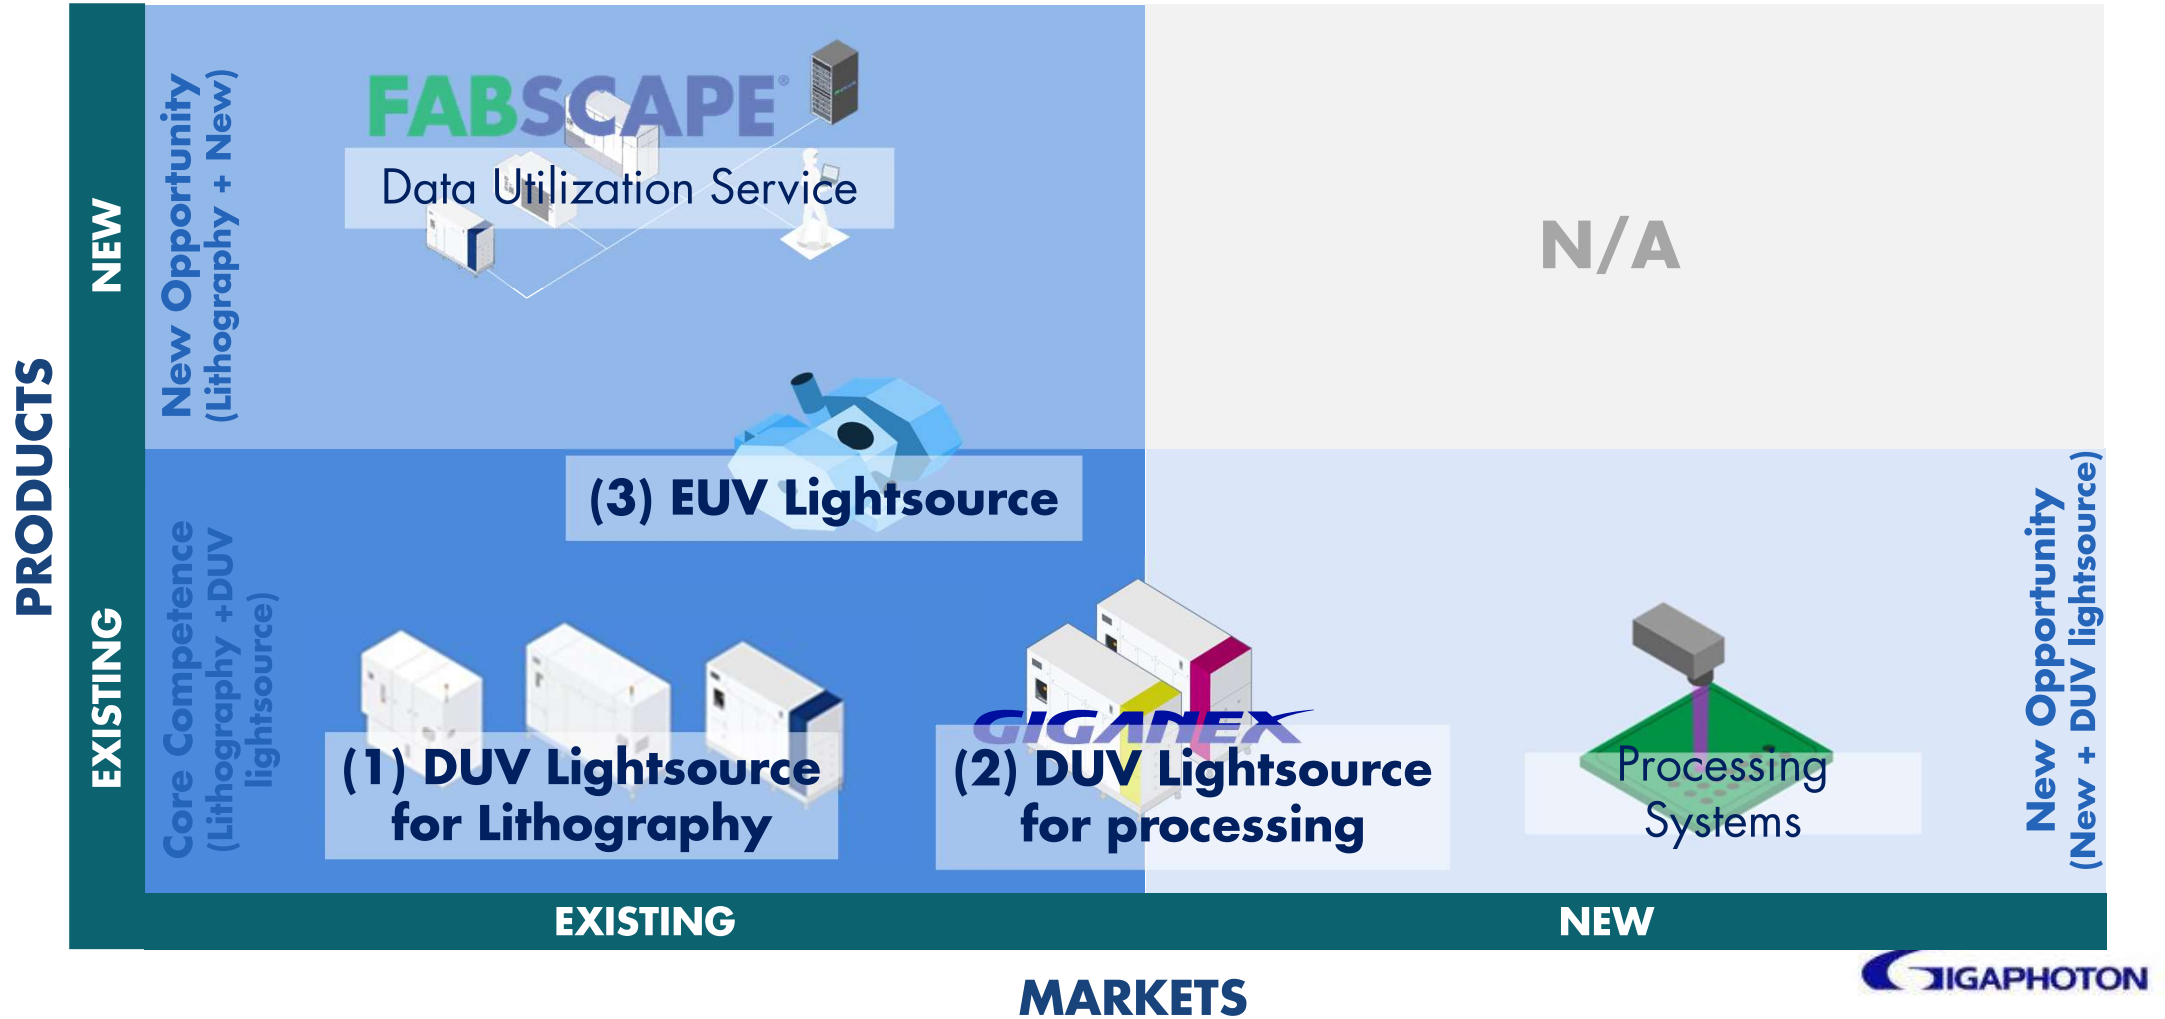 PRODUCTS
NEW
EXISTING
New Opportunity
(Lithography + New)
FABSCAPE®
Data Utilization Service
N/A
(3) EUV Lightsource
Core Competence
(Lithography +DUV
lightsource)
(1) DUV Lightsource
for Lithography
GIGANEX
(2) DUV Lightsource
for processing
Processing
Systems
New Opportunity
(New + DUV lightsource)
EXISTING
NEW
MARKETS
GIGAPHOTON